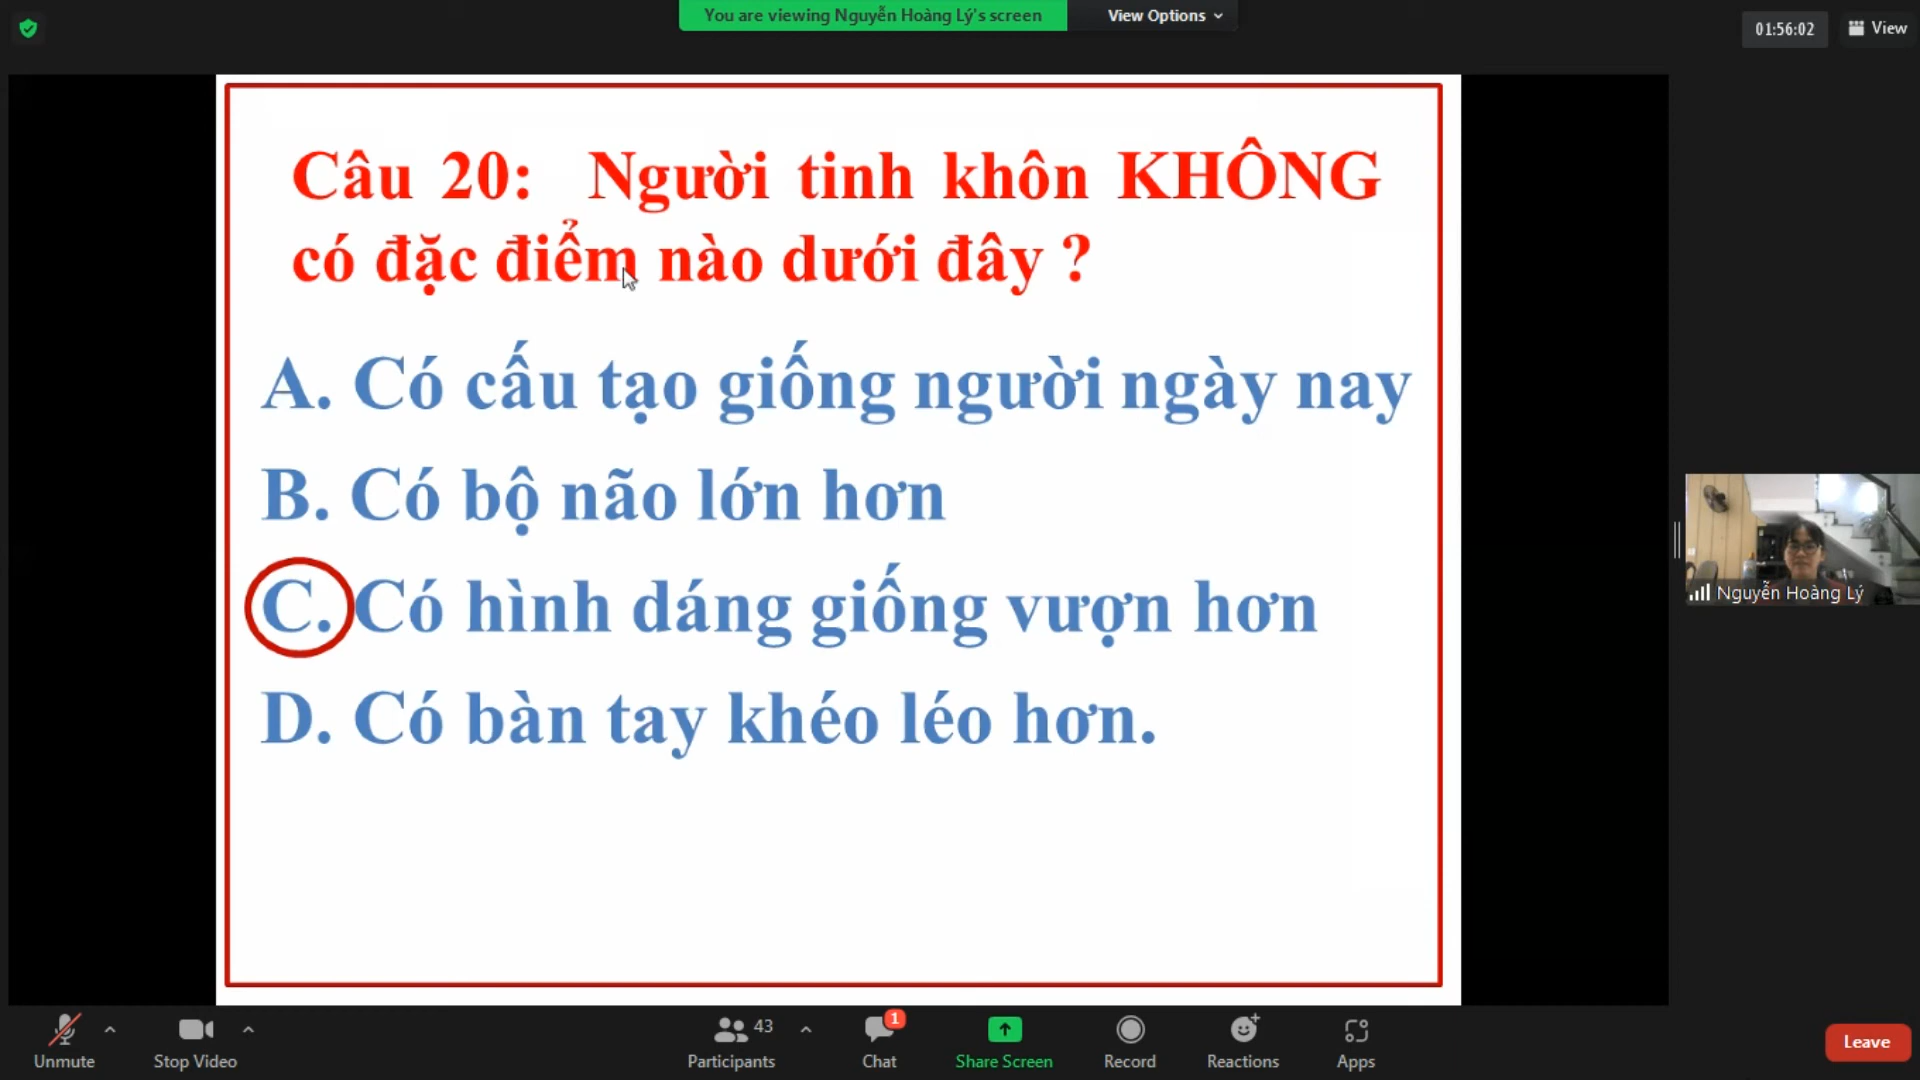 You are viewing Nguyễn Hoàng Lý's screen
View Options
01:56:02
View
Câu 20: Người tinh khôn KHÔNG
có đặc điểm nào dưới đây ?
A. Có cấu tạo giống người ngày nay
B. Có bộ não lớn hơn
C. Có hình dáng giống vượn hơn
D. Có bàn tay khéo léo hơn.
Nguyễn Hoàng Lý
43
1
Unmute
Stop Video
Participants
Chat
Share Screen
Record
Reactions
Apps
Leave